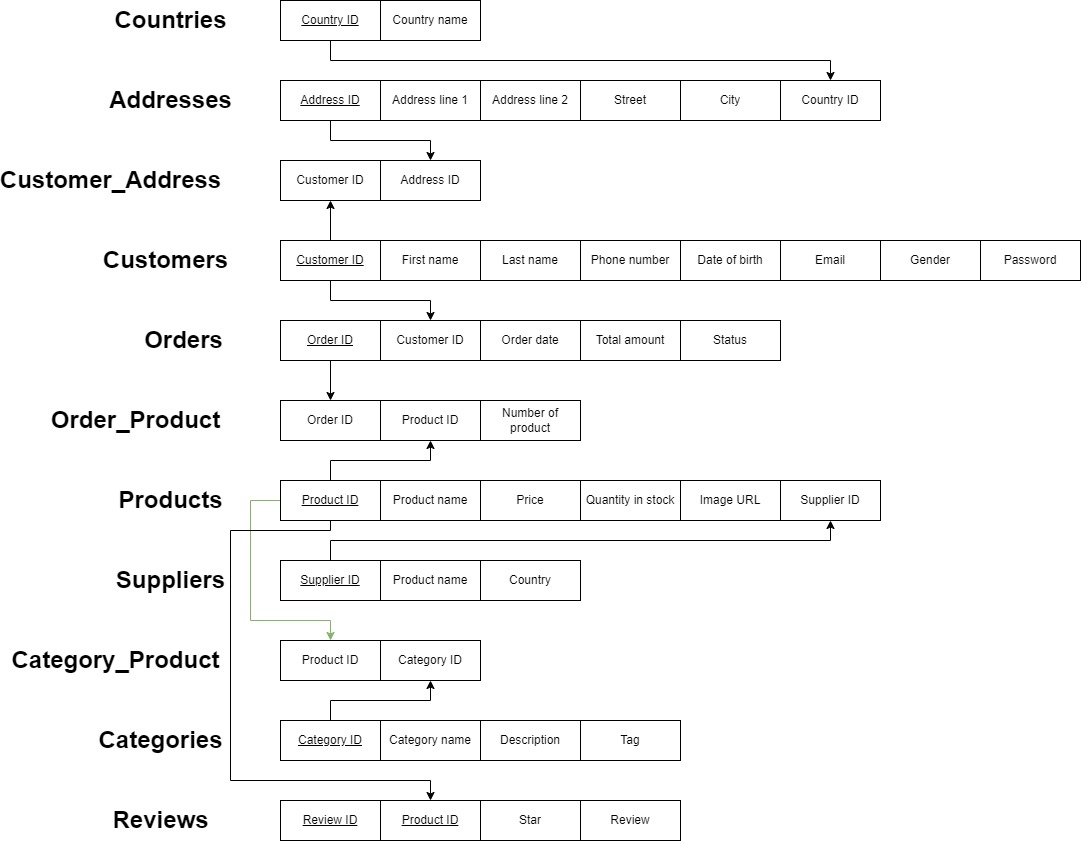 Countries
Country ID
Country name
Addresses
Address ID
Address line 1
Address line 2
Street
City
Country ID
Customer_Address
Customer ID
Address ID
Customers
Customer ID
First name
Last name
Phone number
Date of birth
Email
Gender
Password
Orders
Order ID
Customer ID
Order date
Total amount
Status
Order_Product
Order ID
Product ID
Number of
product
Products
Product ID
Product name
Price
Quantity in stock
Image URL
Supplier ID
Suppliers
Supplier ID
Product name
Country
Category_Product
Product ID
Category ID
Categories
Category ID
Category name
Description
Tag
Reviews
Review ID
Product ID
Star
Review